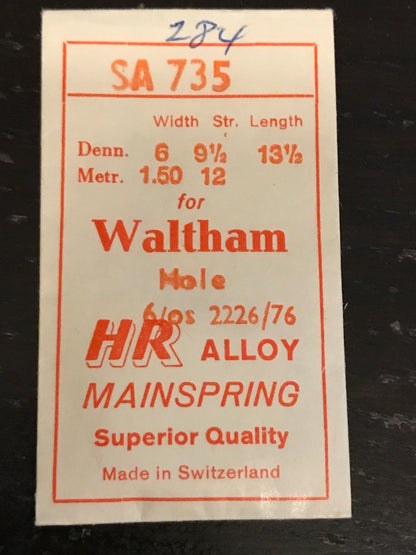 284
SA 735
Width Str. Length
Denn. 6 9½ 13½
Metr. 1.50 12
for
Waltham
Hole
6/os 2226/76
HR ALLOY
MAINSPRING
Superior Quality
Made in Switzerland